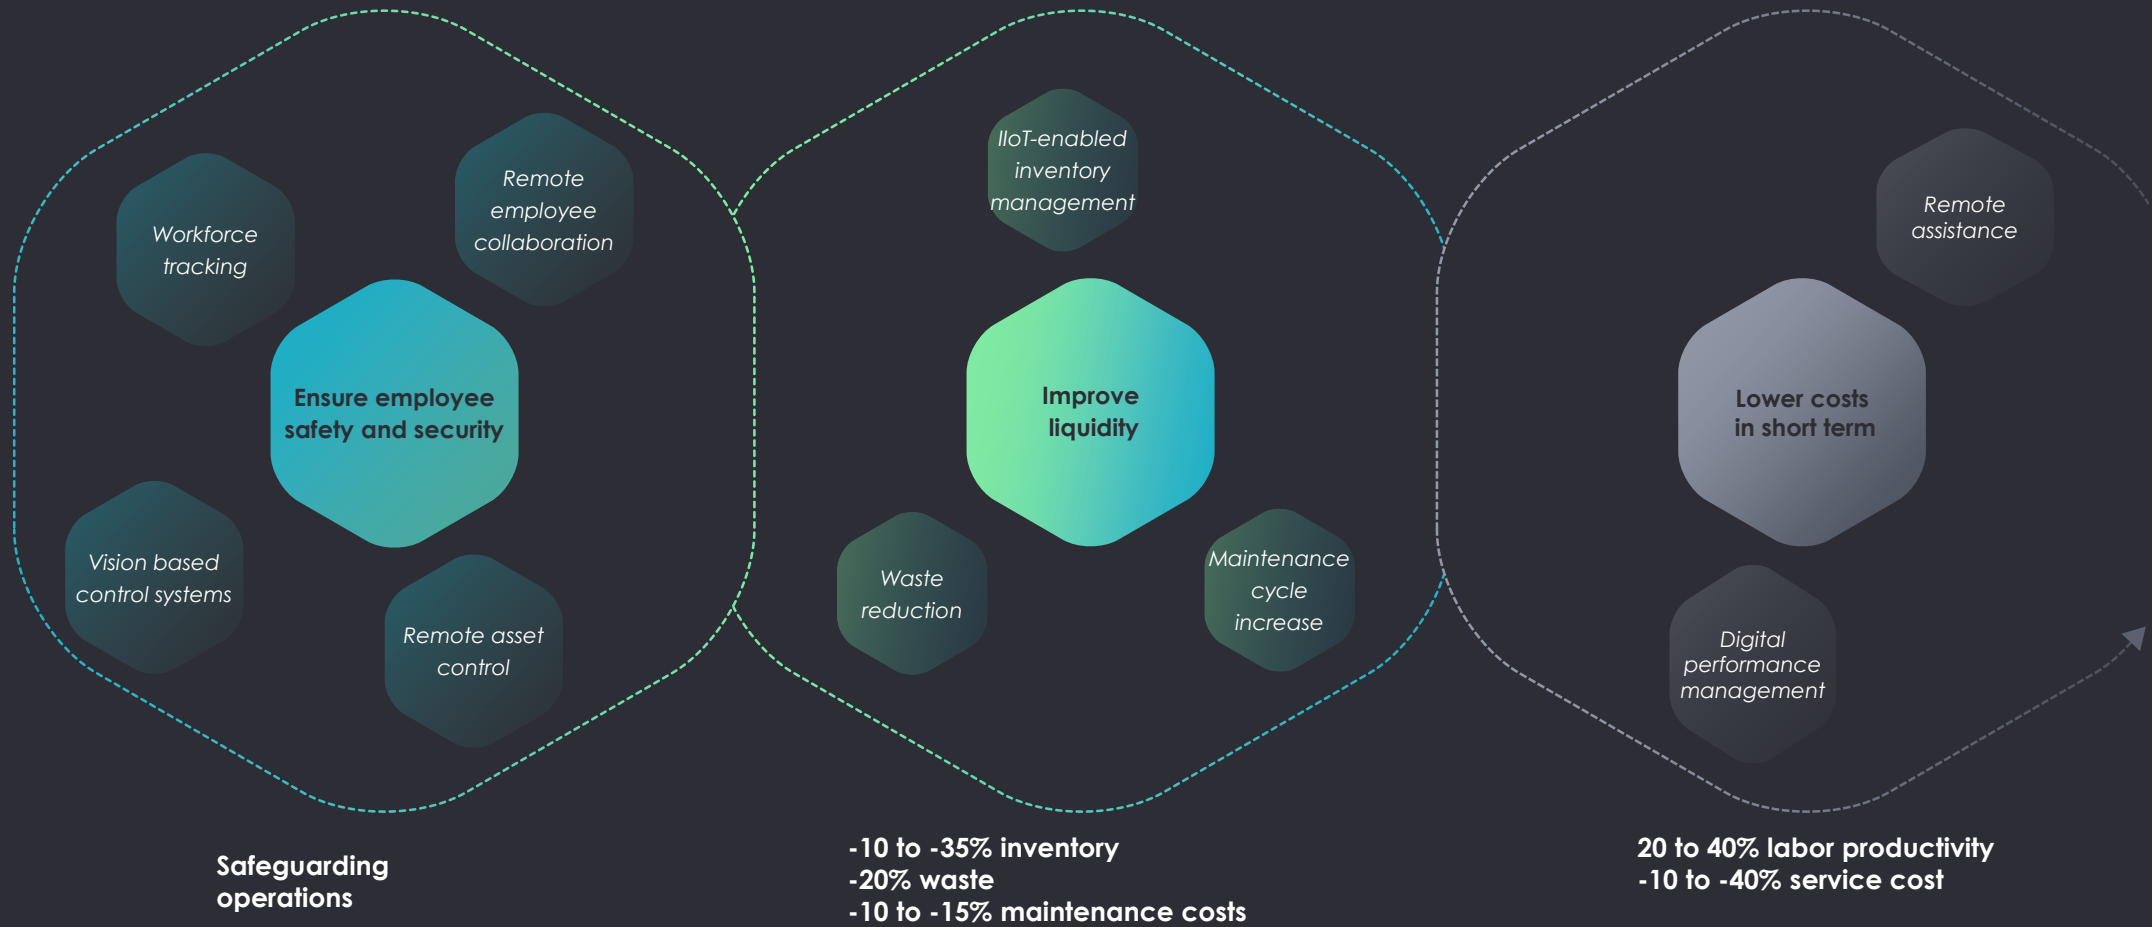 Workforce
tracking
Remote
employee
collaboration
Ensure employee
safety and security
Vision based
control systems
Remote asset
control
Safeguarding
operations
IIoT-enabled
inventory
management
Improve
liquidity
Waste
reduction
Maintenance
cycle
increase
-10 to -35% inventory
-20% waste
-10 to -15% maintenance costs
Remote
assistance
Lower costs
in short term
Digital
performance
management
20 to 40% labor productivity
-10 to -40% service cost